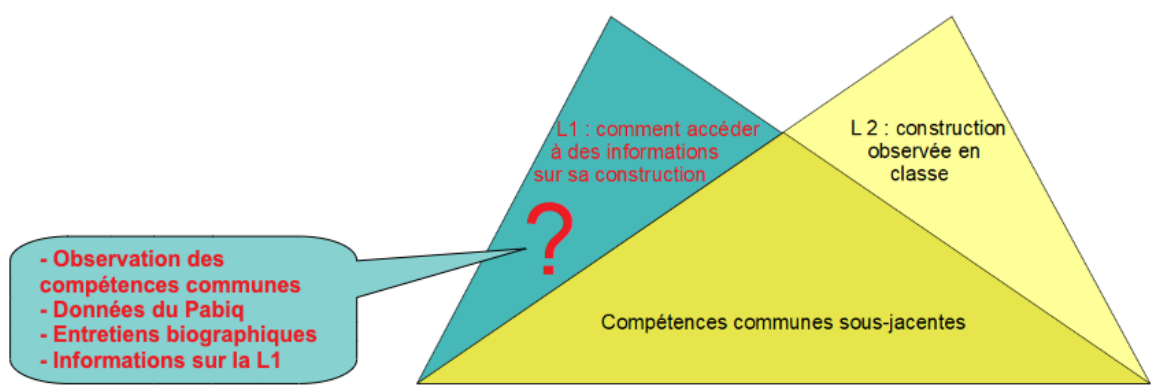 L1 : comment accéder
à des informations
sur sa construction
?
L 2 : construction
observée en
classe
- Observation des
compétences communes
- Données du Pabiq
- Entretiens biographiques
- Informations sur la L1
Compétences communes sous-jacentes